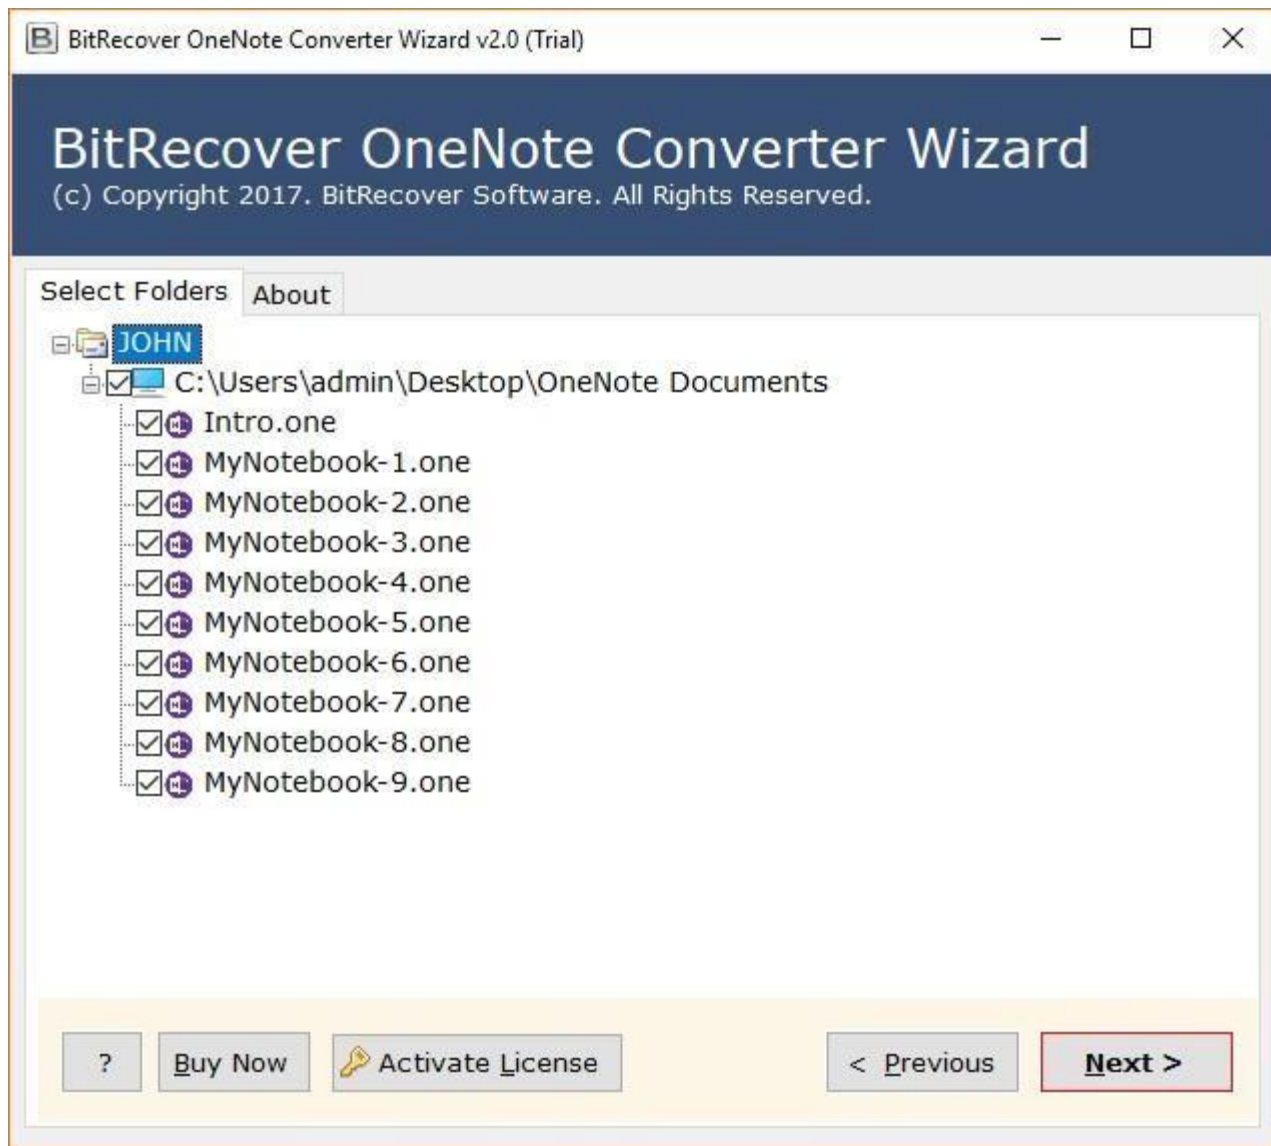 BitRecover OneNote Converter Wizard v2.0 (Trial)
BitRecover OneNote Converter Wizard
(c) Copyright 2017. BitRecover Software. All Rights Reserved.
Select Folders About
JOHN
C:\Users\admin\Desktop\OneNote Documents
Intro.one
MyNotebook-1.one
MyNotebook-2.one
MyNotebook-3.one
MyNotebook-4.one
MyNotebook-5.one
MyNotebook-6.one
MyNotebook-7.one
MyNotebook-8.one
MyNotebook-9.one
? Buy Now Activate License < Previous Next >